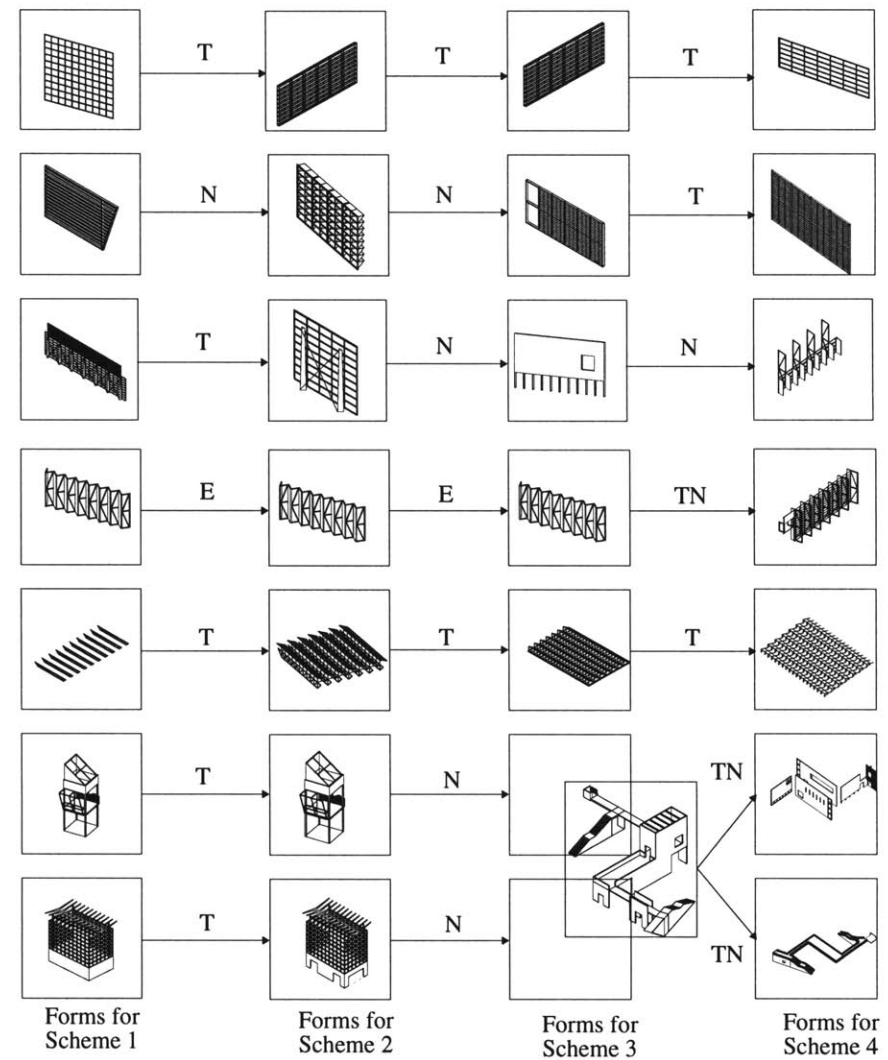 T T T
N N T
T N N
E E TN
T T T
T N TN
T N TN
Forms for Scheme 1
Forms for Scheme 2
Forms for Scheme 3
Forms for Scheme 4